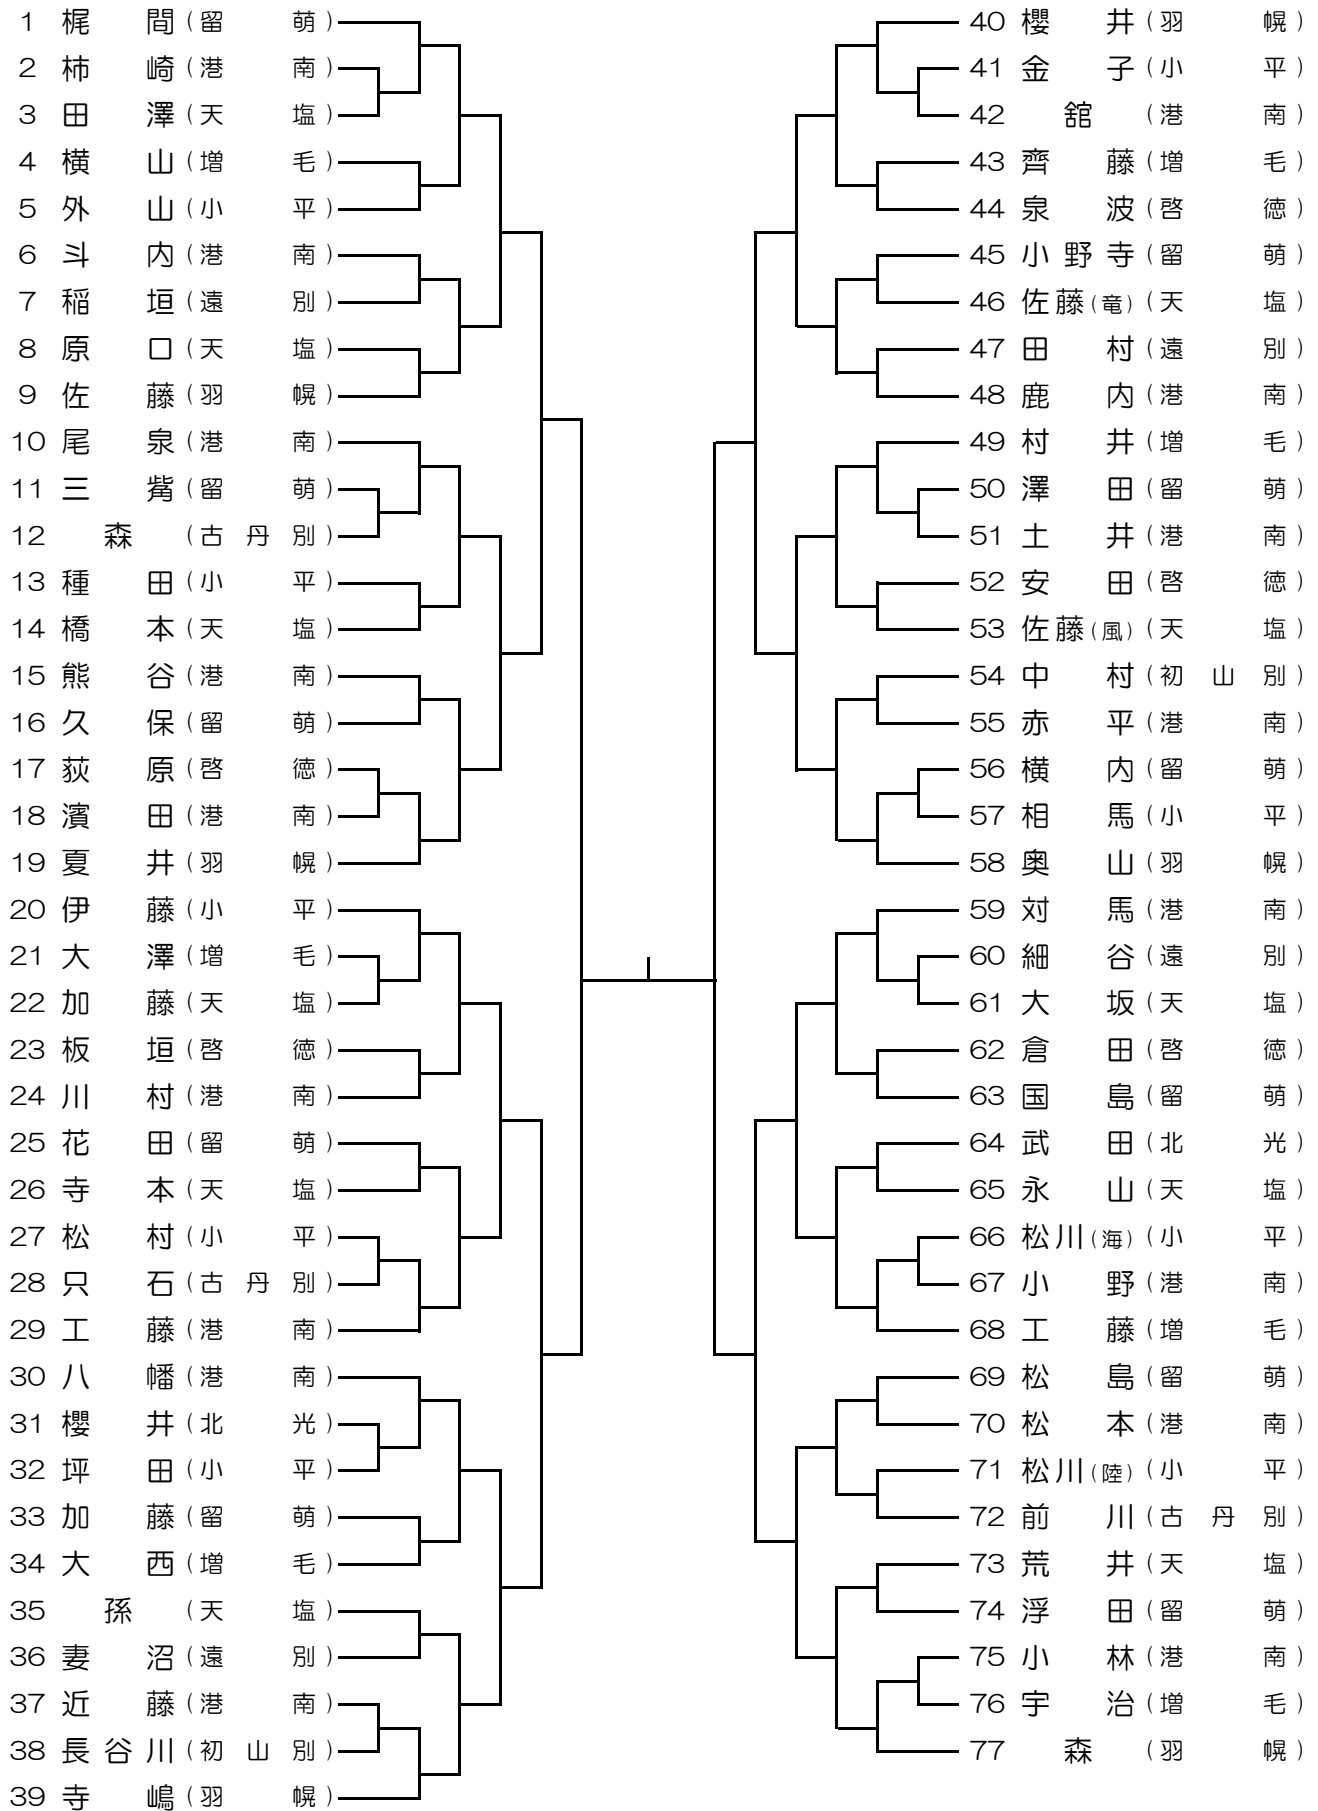 1 梶間（留萌）
2 柿崎（港南）
3 田澤（天塩）
4 横山（増毛）
5 外山（小平）
6 斗内（港南）
7 稲垣（遠別）
8 原口（天塩）
9 佐藤（羽幌）
10 尾泉（港南）
11 三觜（留萌）
12 森（古丹別）
13 種田（小平）
14 橋本（天塩）
15 熊谷（港南）
16 久保（留萌）
17 荻原（啓徳）
18 濱田（港南）
19 夏井（羽幌）
20 伊藤（小平）
21 大澤（増毛）
22 加藤（天塩）
23 板垣（啓徳）
24 川村（港南）
25 花田（留萌）
26 寺本（天塩）
27 松村（小平）
28 只石（古丹別）
29 工藤（港南）
30 八幡（港南）
31 櫻井（北光）
32 坪田（小平）
33 加藤（留萌）
34 大西（増毛）
35 孫（天塩）
36 妻沼（遠別）
37 近藤（港南）
38 長谷川（初山別）
39 寺嶋（羽幌）
40 櫻井（羽幌）
41 金子（小平）
42 舘（港南）
43 齊藤（増毛）
44 泉波（啓徳）
45 小野寺（留萌）
46 佐藤（竜）（天塩）
47 田村（遠別）
48 鹿内（港南）
49 村井（増毛）
50 澤田（留萌）
51 土井（港南）
52 安田（啓徳）
53 佐藤（風）（天塩）
54 中村（初山別）
55 赤平（港南）
56 横内（留萌）
57 相馬（小平）
58 奥山（羽幌）
59 対馬（港南）
60 細谷（遠別）
61 大坂（天塩）
62 倉田（啓徳）
63 国島（留萌）
64 武田（北光）
65 永山（天塩）
66 松川（海）（小平）
67 小野（港南）
68 工藤（増毛）
69 松島（留萌）
70 松本（港南）
71 松川（陸）（小平）
72 前川（古丹別）
73 荒井（天塩）
74 浮田（留萌）
75 小林（港南）
76 宇治（増毛）
77 森（羽幌）